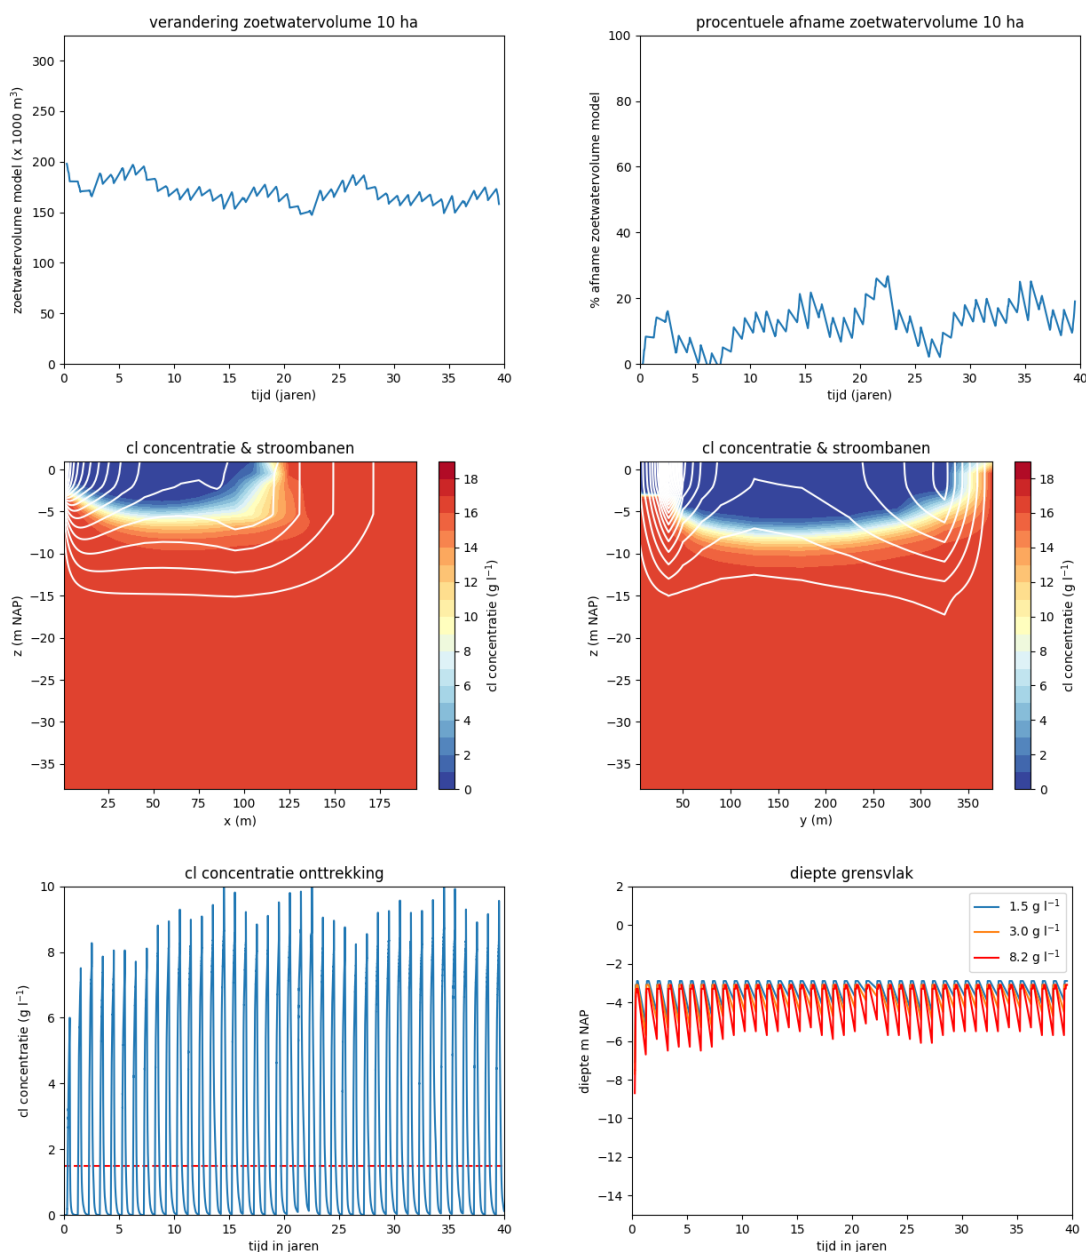 verandering zoetwatervolume 10 ha
zoetwatervolume model (x 1000 m³)
300
250
200
150
100
50
0
0 5 10 15 20 25 30 35 40
tijd (jaren)
procentuele afname zoetwatervolume 10 ha
% afname zoetwatervolume model
100
80
60
40
20
0
0 5 10 15 20 25 30 35 40
tijd (jaren)
cl concentratie & stroombanen
z (m NAP)
0
−5
−10
−15
−20
−25
−30
−35
25 50 75 100 125 150 175
x (m)
18
16
14
12
10
8
6
4
2
0
cl concentratie (g l⁻¹)
cl concentratie & stroombanen
z (m NAP)
0
−5
−10
−15
−20
−25
−30
−35
50 100 150 200 250 300 350
y (m)
18
16
14
12
10
8
6
4
2
0
cl concentratie (g l⁻¹)
cl concentratie onttrekking
cl concentratie (g l⁻¹)
10
8
6
4
2
0
0 5 10 15 20 25 30 35 40
tijd in jaren
diepte grensvlak
diepte m NAP
2
0
−2
−4
−6
−8
−10
−12
−14
1.5 g l⁻¹
3.0 g l⁻¹
8.2 g l⁻¹
0 5 10 15 20 25 30 35 40
tijd in jaren